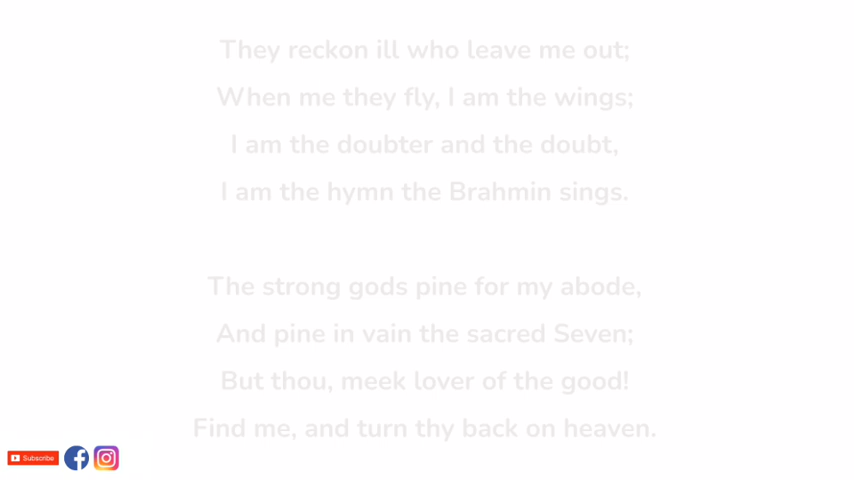 They reckon ill who leave me out;
When me they fly, I am the wings;
I am the doubter and the doubt,
I am the hymn the Brahmin sings.
The strong gods pine for my abode,
And pine in vain the sacred Seven;
But thou, meek lover of the good!
Find me, and turn thy back on heaven.
Subscribe